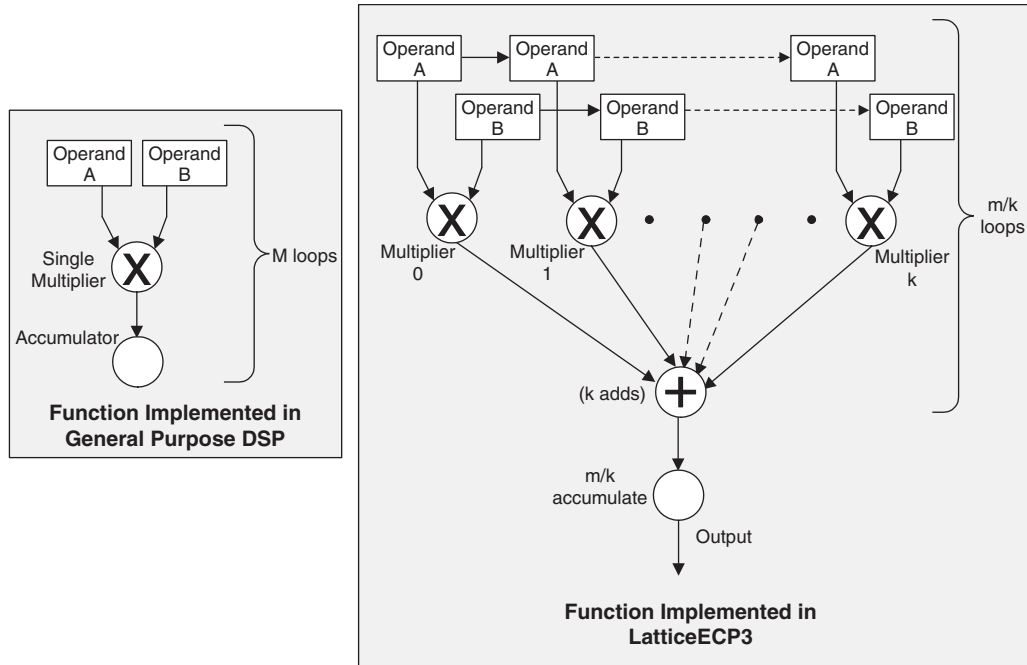 Operand
A
Operand
B
Single
Multiplier
X
M loops
Accumulator
Function Implemented in
General Purpose DSP
Operand
A
Operand
A
Operand
A
Operand
B
Operand
B
Operand
B
X
X
X
m/k
loops
Multiplier
0
Multiplier
1
Multiplier
k
(k adds)
+
m/k
accumulate
Output
Function Implemented in
LatticeECP3